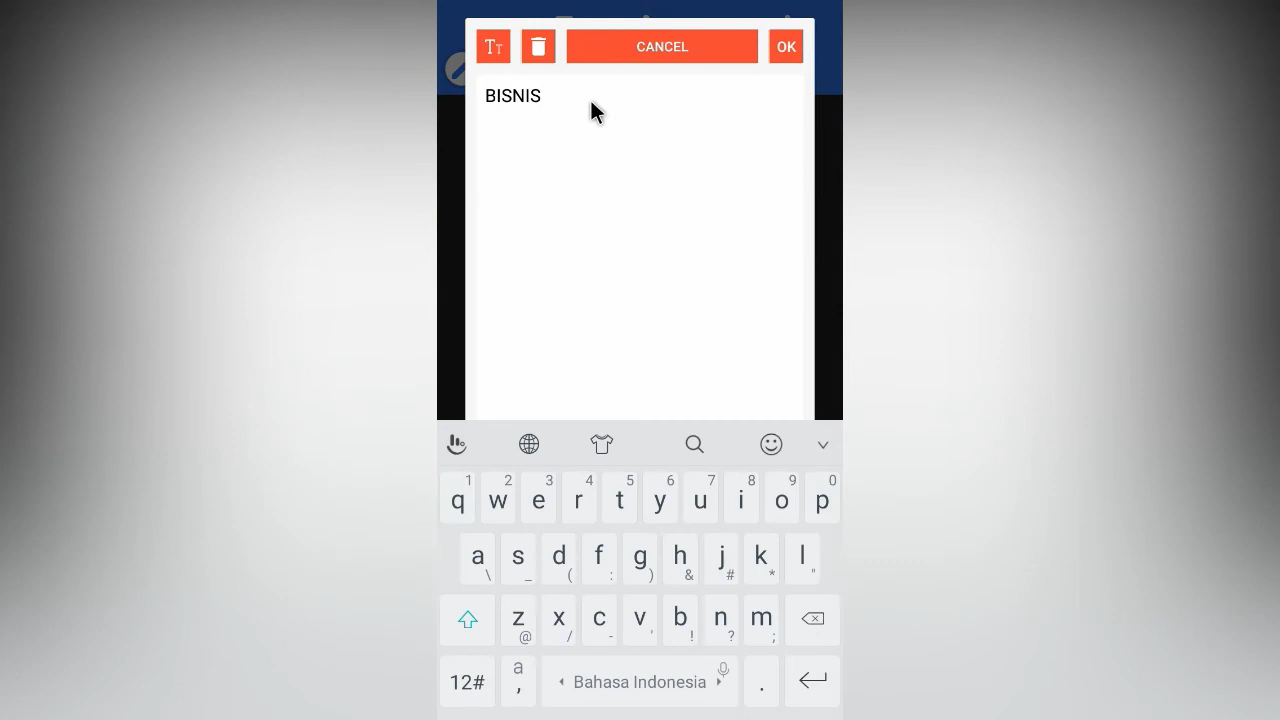 CANCEL OK
BISNIS
1 2 3 4 5 6 7 8 9 0
q w e r t y u i o p
a s d f g h j k l
\ _ ( : ) & # * "
z x c v b n m
@ / - ' ! ? ;
12# a , Bahasa Indonesia .